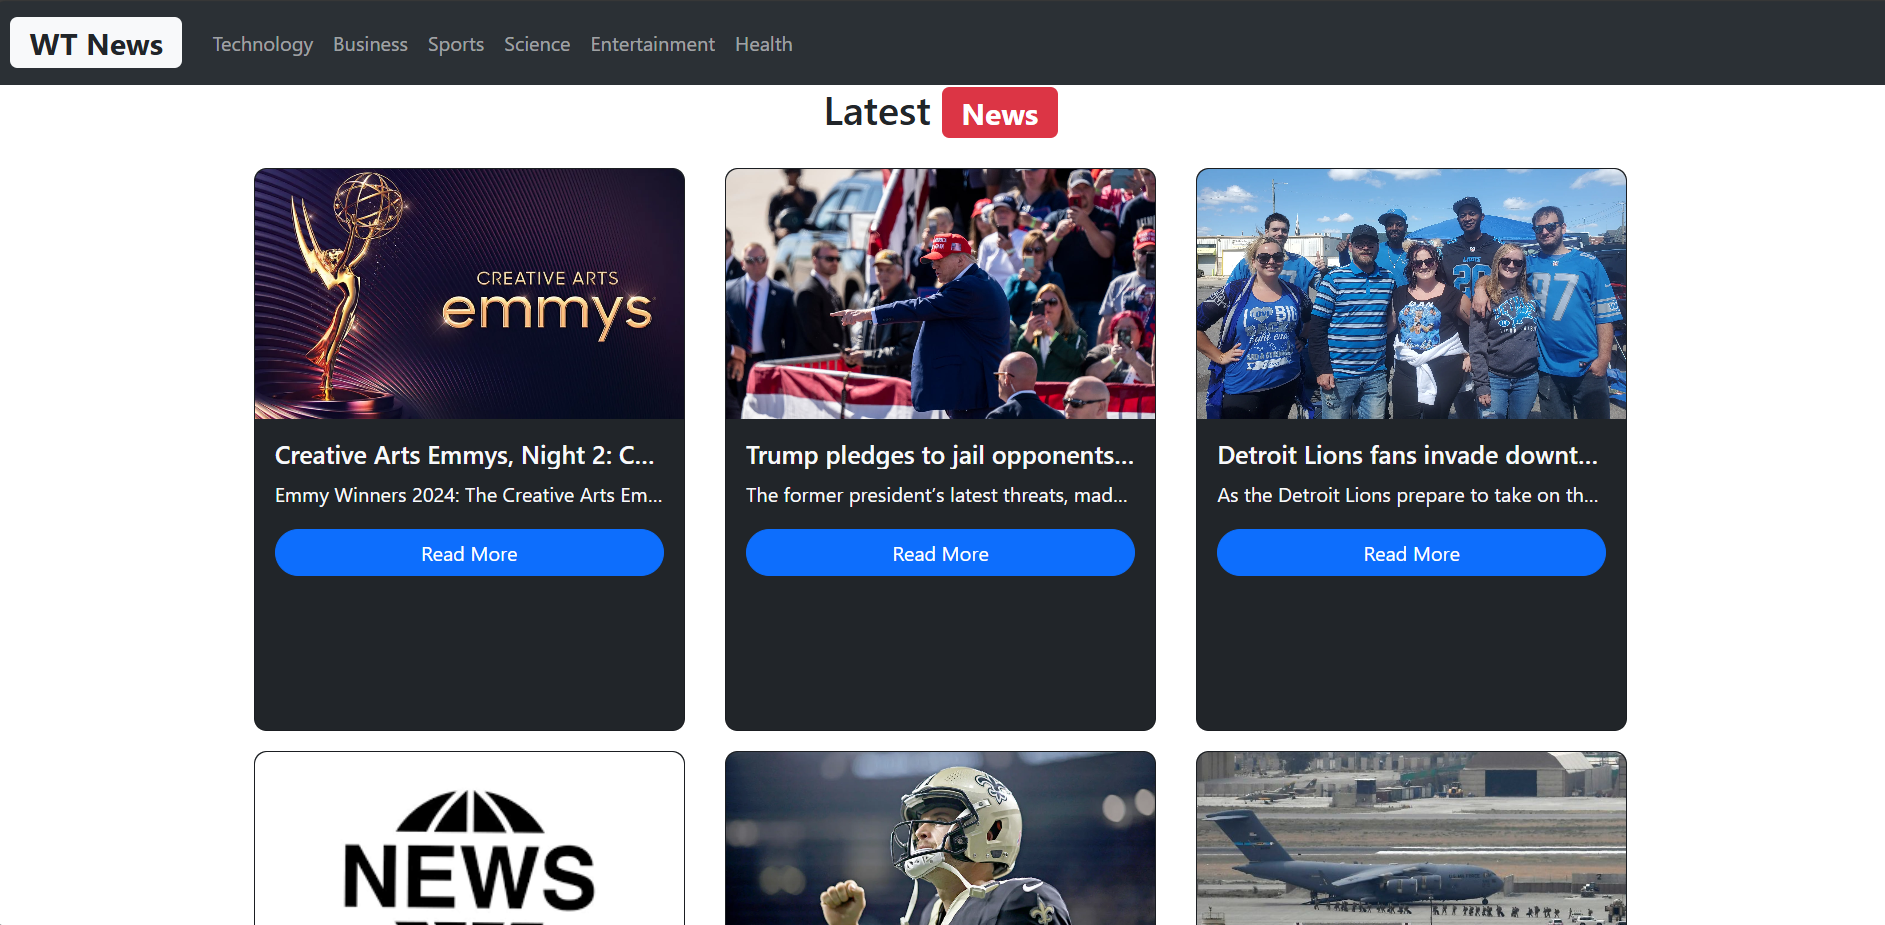 WT News
Technology Business Sports Science Entertainment Health
Latest News
CREATIVE ARTS
emmys
Creative Arts Emmys, Night 2: C...
Emmy Winners 2024: The Creative Arts Em...
Read More
Trump pledges to jail opponents...
The former president’s latest threats, mad...
Read More
Detroit Lions fans invade downt...
As the Detroit Lions prepare to take on th...
Read More
20
97
NEWS